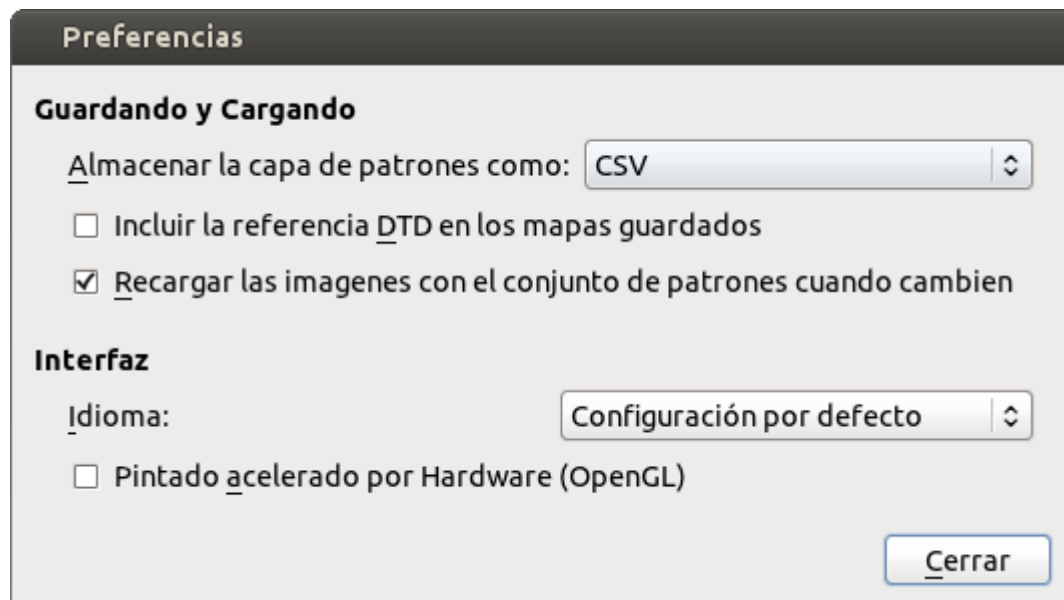 Preferencias
Guardando y Cargando
Almacenar la capa de patrones como: CSV
Incluir la referencia DTD en los mapas guardados
Recargar las imagenes con el conjunto de patrones cuando cambien
Interfaz
Idioma: Configuración por defecto
Pintado acelerado por Hardware (OpenGL)
Cerrar